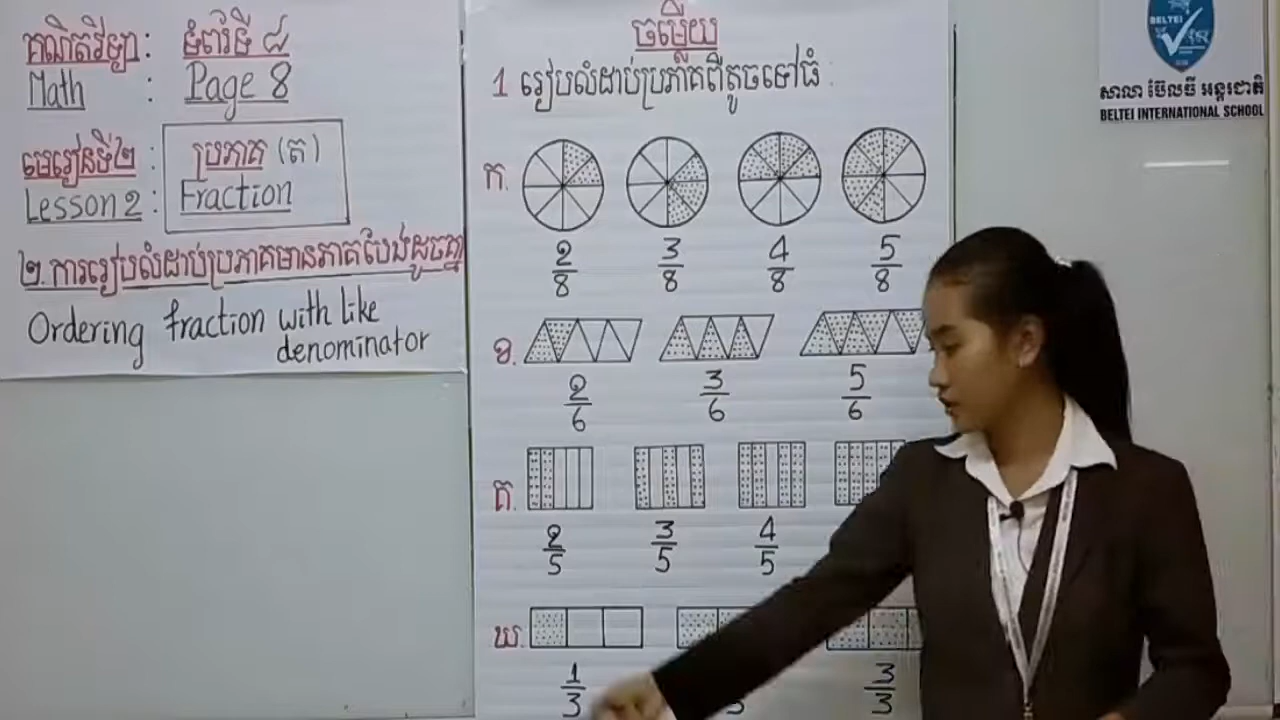 គណិតវិទ្យា : ទំព័រទី ៨
Math : Page 8
មេរៀនទី២ : ប្រភាគ (ត)
Lesson 2 : Fraction
២. ការរៀបលំដាប់ប្រភាគមានភាគបែងដូចគ្នា
Ordering fraction with like
denominator
ចម្លើយ
1 រៀបលំដាប់ប្រភាគពីតូចទៅធំ :
ក. 2/8 3/8 4/8 5/8
ខ. 2/6 3/6 5/6
គ. 2/5 3/5 4/5
ឃ. 1/3 3/3
BELTEI
សាលា ប៊ែលធី អន្តរជាតិ
BELTEI INTERNATIONAL SCHOOL